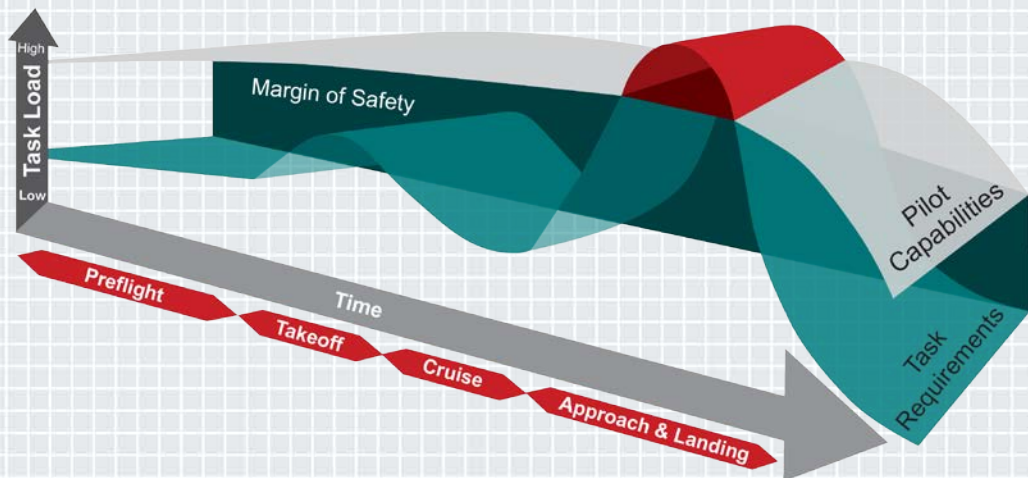 High
Task Load
Low
Margin of Safety
Pilot
Capabilities
Task
Requirements
Time
Preflight
Takeoff
Cruise
Approach & Landing